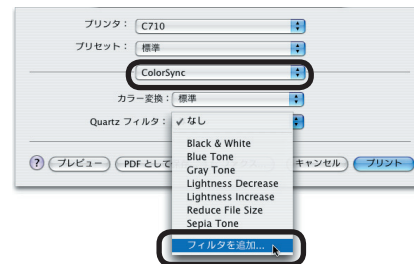 プリンタ： C710
プリセット： 標準
ColorSync
カラー変換： 標準
Quartz フィルタ： ✓ なし
Black & White
Blue Tone
Gray Tone
Lightness Decrease
Lightness Increase
Reduce File Size
Sepia Tone
フィルタを追加...
? プレビュー PDF として キャンセル プリント